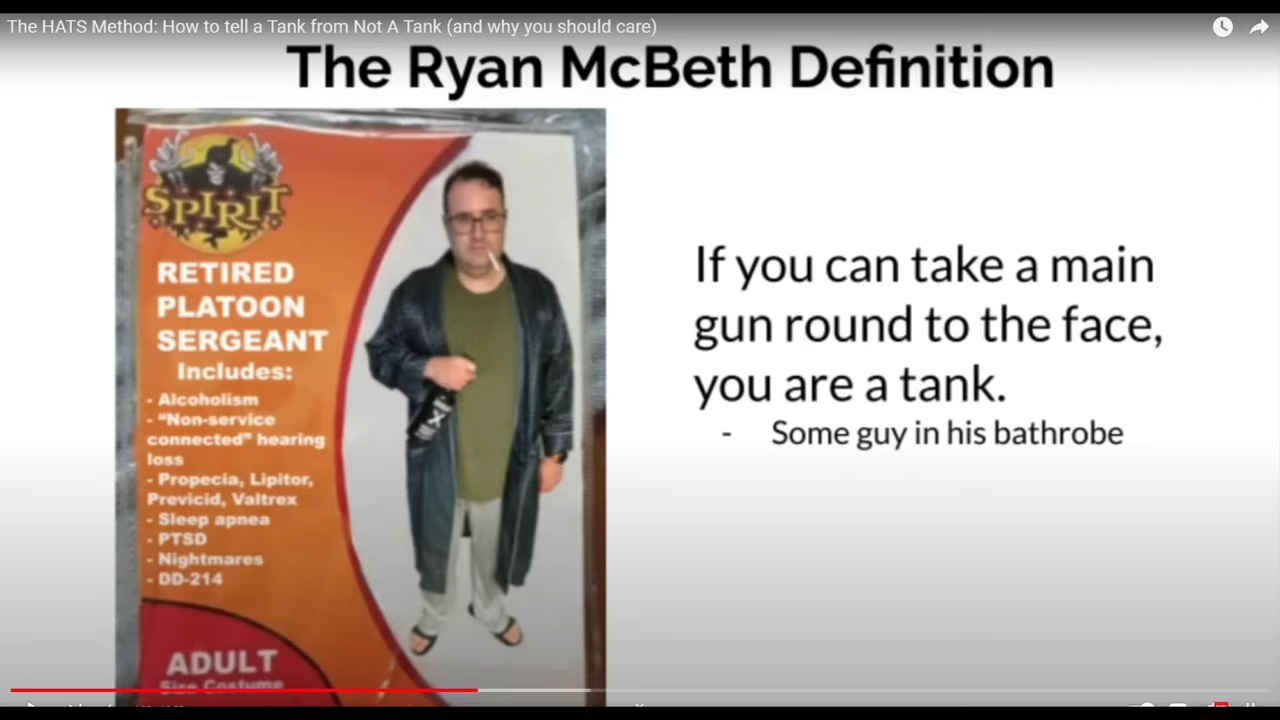 The HATS Method: How to tell a Tank from Not A Tank (and why you should care)
The Ryan McBeth Definition
SPIRIT
RETIRED
PLATOON
SERGEANT
Includes:
- Alcoholism
- “Non-service
connected” hearing
loss
- Propecia, Lipitor,
Previcid, Valtrex
- Sleep apnea
- PTSD
- Nightmares
- DD-214
ADULT
Size Costume
If you can take a main
gun round to the face,
you are a tank.
- Some guy in his bathrobe